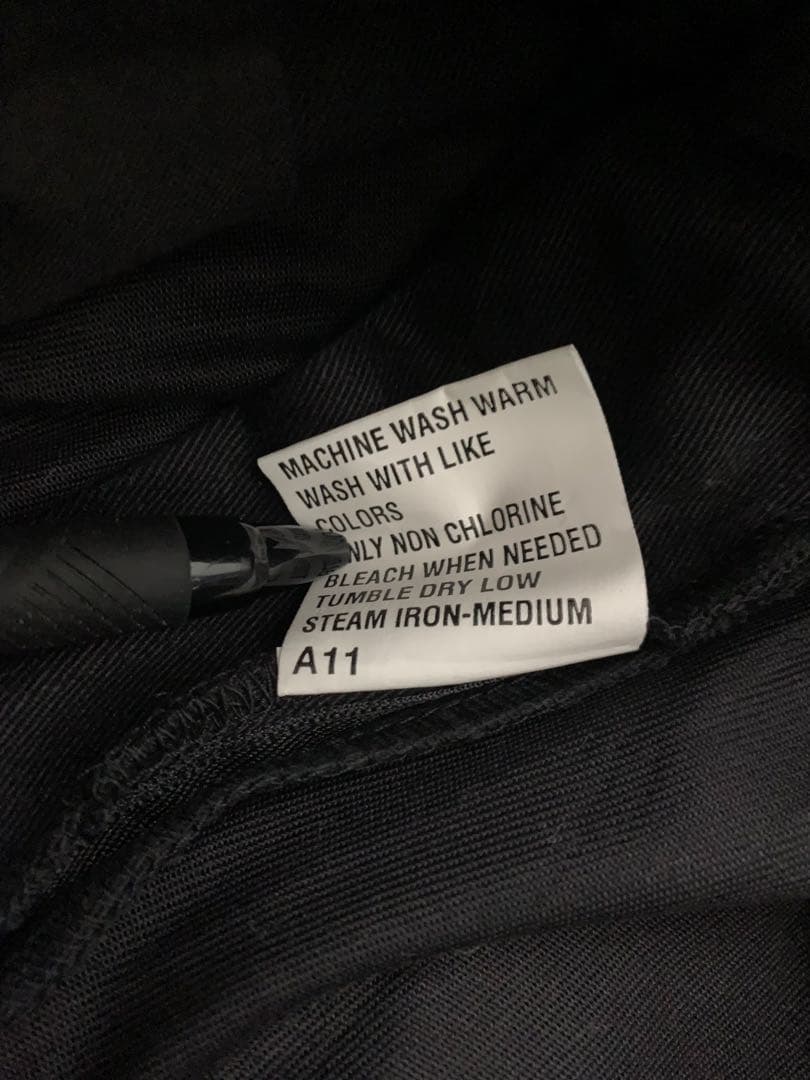 MACHINE WASH WARM
WASH WITH LIKE
COLORS
ONLY NON CHLORINE
BLEACH WHEN NEEDED
TUMBLE DRY LOW
STEAM IRON-MEDIUM
A11